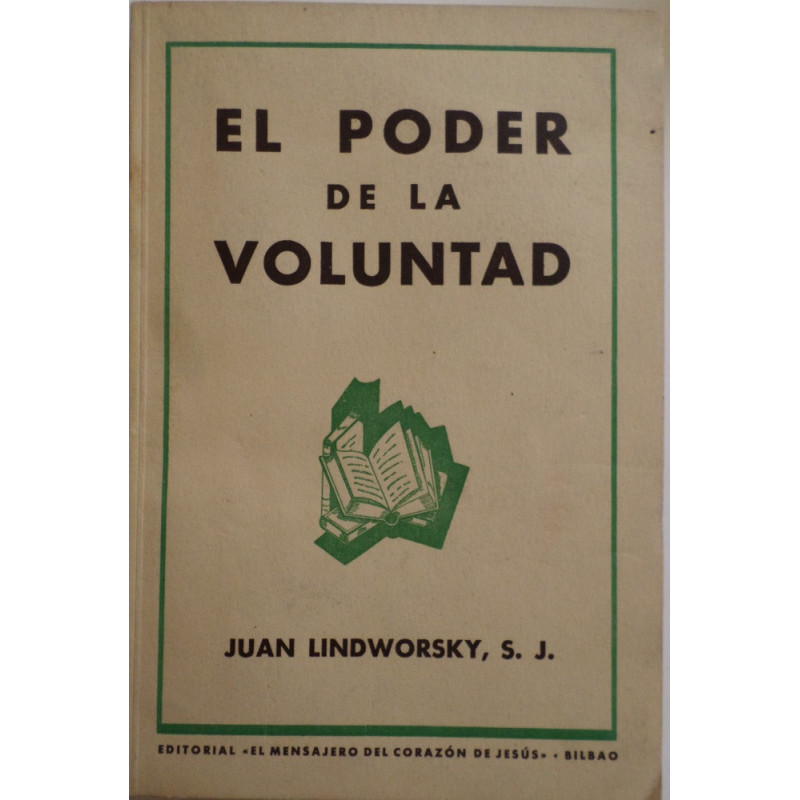 EL PODER
DE LA
VOLUNTAD
JUAN LINDWORSKY, S. J.
EDITORIAL «EL MENSAJERO DEL CORAZÓN DE JESÚS» • BILBAO